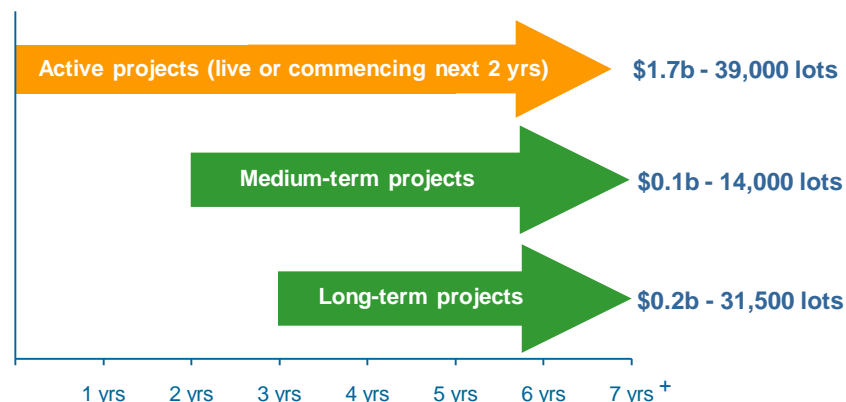 Active projects (live or commencing next 2 yrs)
$1.7b - 39,000 lots
Medium-term projects
$0.1b - 14,000 lots
Long-term projects
$0.2b - 31,500 lots
1 yrs 2 yrs 3 yrs 4 yrs 5 yrs 6 yrs 7 yrs +